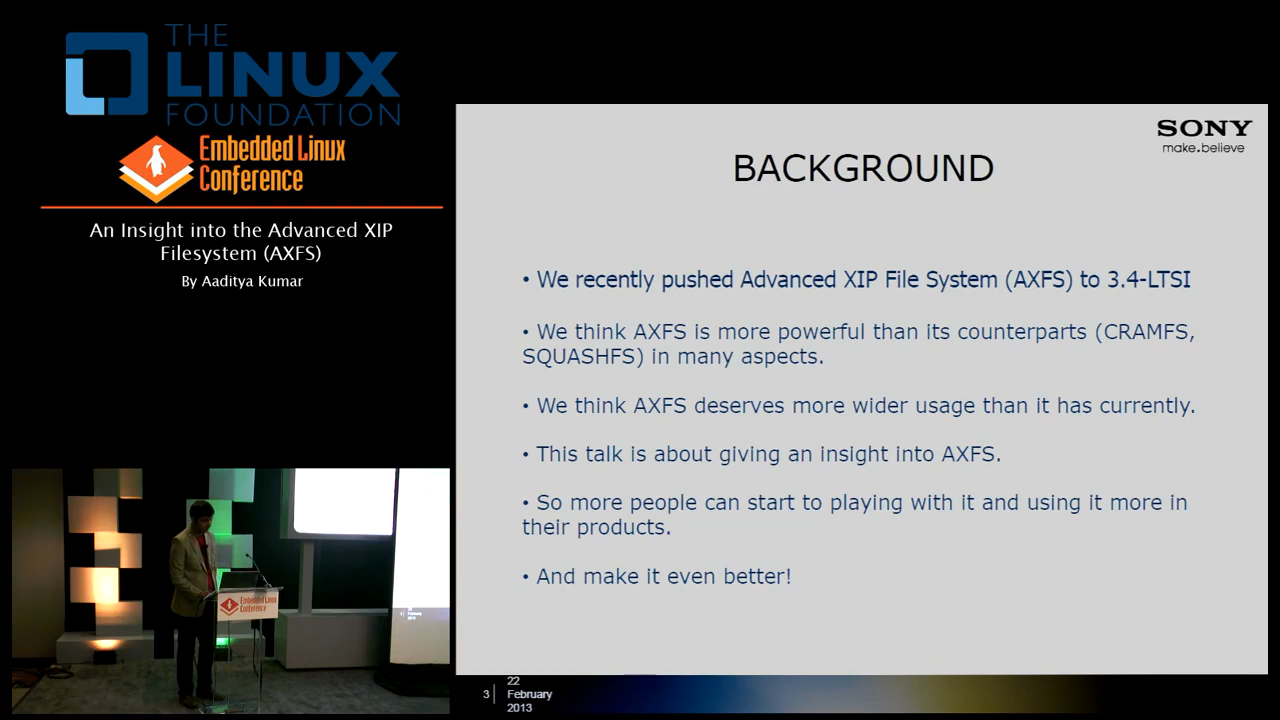 THE
LINUX
FOUNDATION
Embedded Linux
Conference
An Insight into the Advanced XIP
Filesystem (AXFS)
By Aaditya Kumar
SONY
make.believe
BACKGROUND
• We recently pushed Advanced XIP File System (AXFS) to 3.4-LTSI
• We think AXFS is more powerful than its counterparts (CRAMFS,
SQUASHFS) in many aspects.
• We think AXFS deserves more wider usage than it has currently.
• This talk is about giving an insight into AXFS.
• So more people can start to playing with it and using it more in
their products.
• And make it even better!
3
22
February
2013
Embedded Linux
Conference